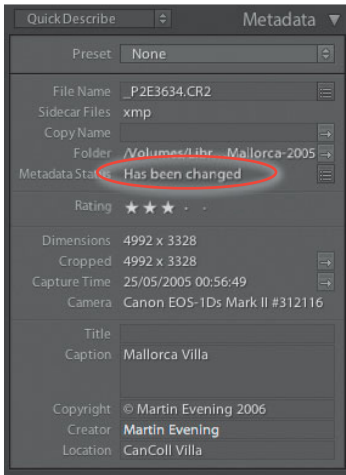 QuickDescribe Metadata
Preset None
File Name _P2E3634.CR2
Sidecar Files xmp
Copy Name
Folder /Volumes/Libr... Mallorca-2005
Metadata Status Has been changed
Rating ★★★ · ·
Dimensions 4992 x 3328
Cropped 4992 x 3328
Capture Time 25/05/2005 00:56:49
Camera Canon EOS-1Ds Mark II #312116
Title
Caption Mallorca Villa
Copyright © Martin Evening 2006
Creator Martin Evening
Location CanColl Villa